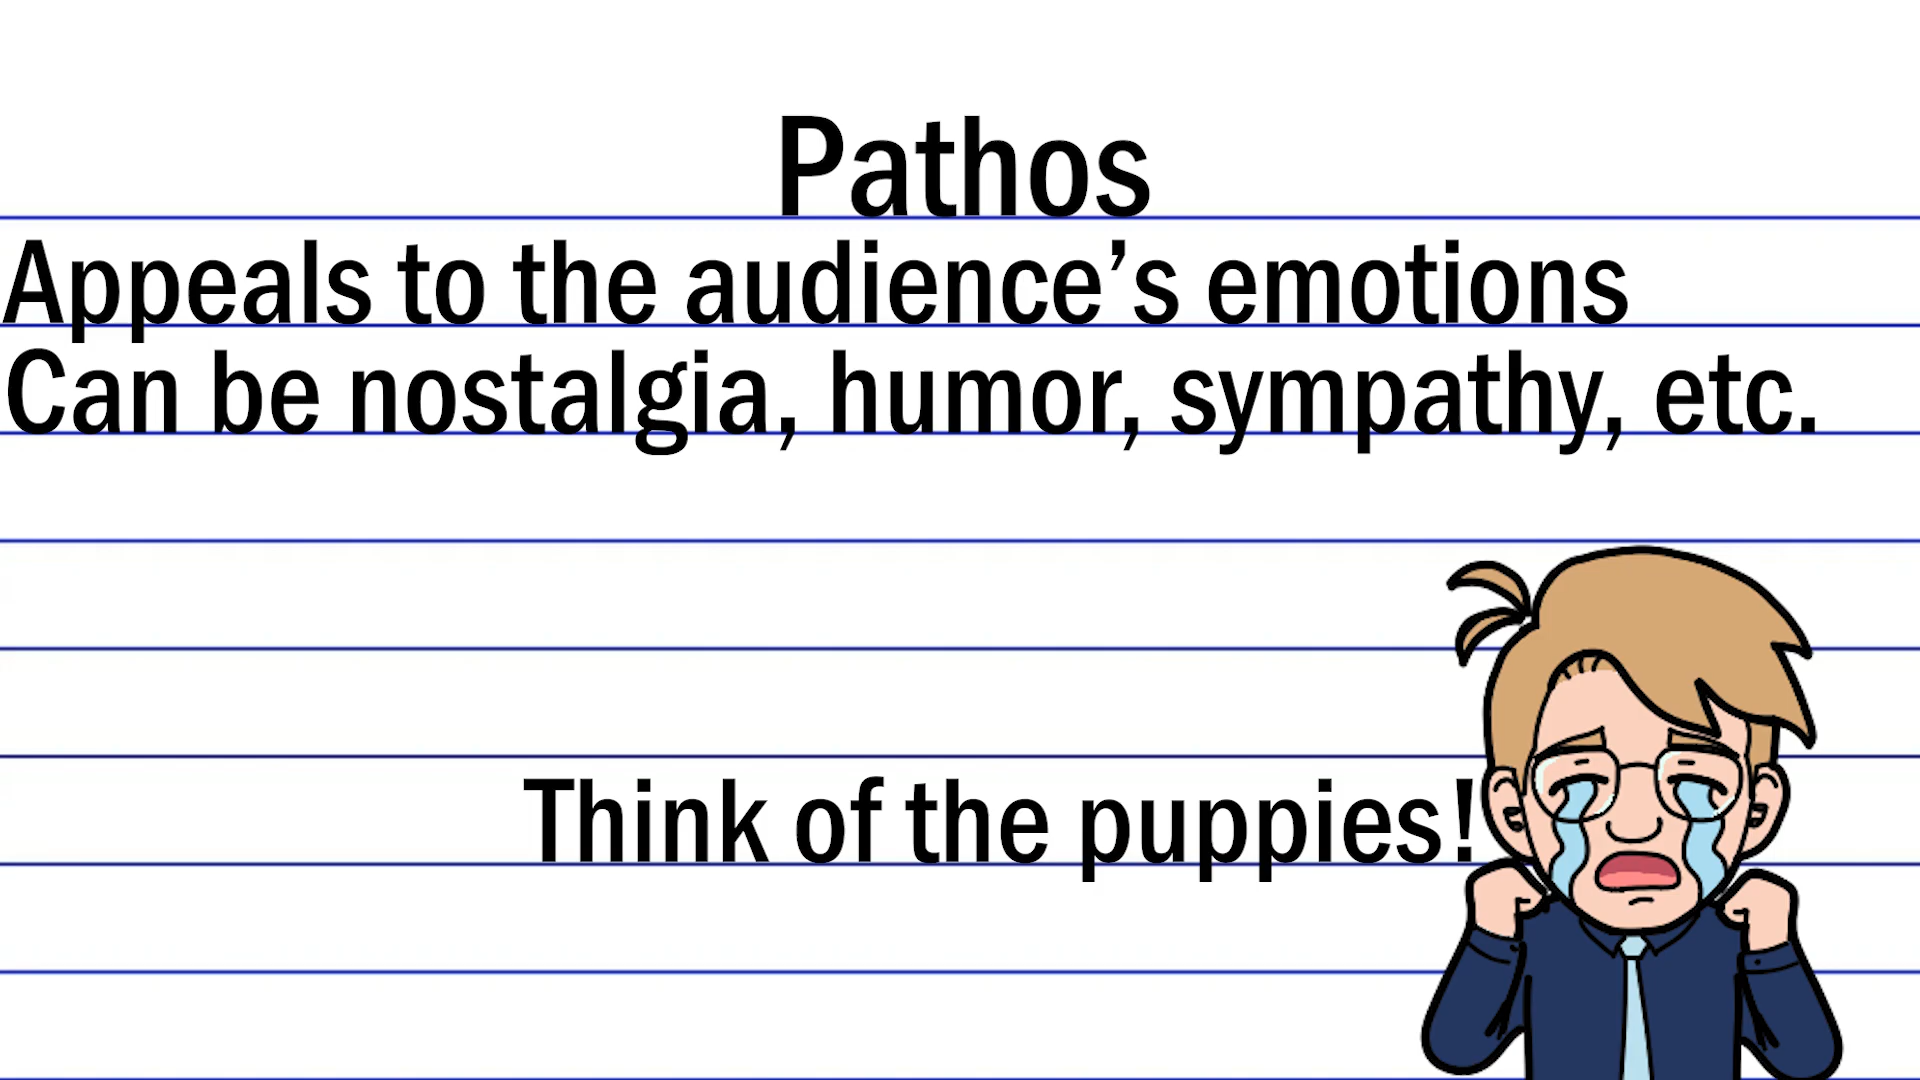 Pathos
Appeals to the audience’s emotions
Can be nostalgia, humor, sympathy, etc.
Think of the puppies!